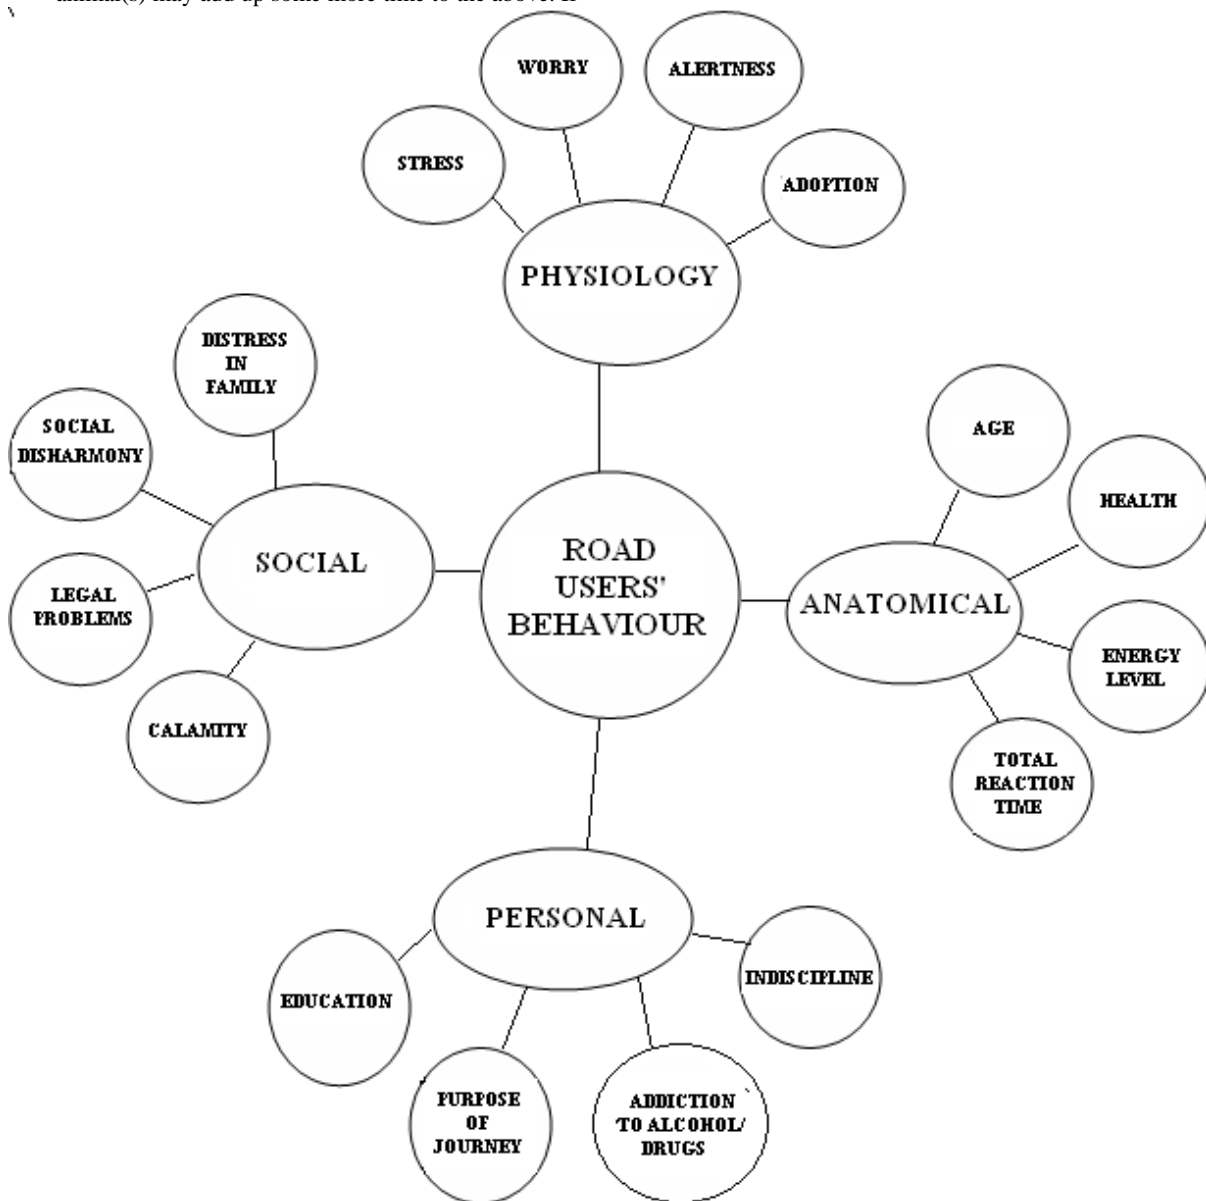 WORRY
ALERTNESS
STRESS
ADOPTION
PHYSIOLOGY
DISTRESS
IN
FAMILY
SOCIAL
DISHARMONY
LEGAL
PROBLEMS
CALAMITY
SOCIAL
ROAD
USERS'
BEHAVIOUR
AGE
HEALTH
ANATOMICAL
ENERGY
LEVEL
TOTAL
REACTION
TIME
PERSONAL
EDUCATION
INDISCIPLINE
PURPOSE
OF
JOURNEY
ADDICTION
TO ALCOHOL/
DRUGS